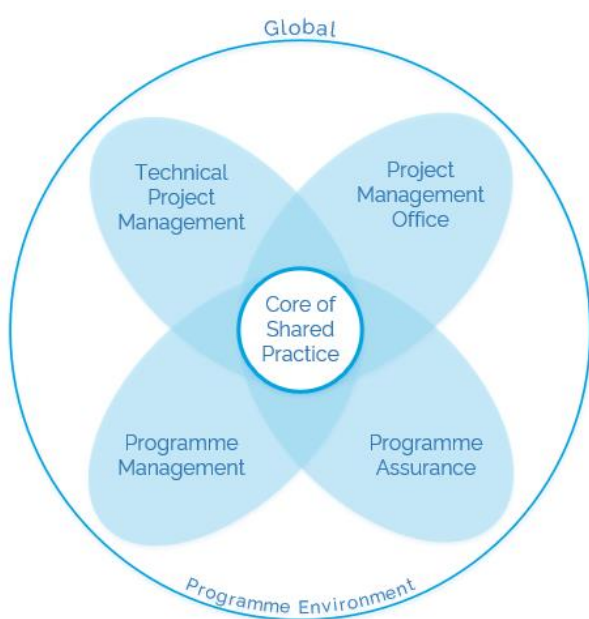 Global
Technical
Project
Management
Project
Management
Office
Core of
Shared
Practice
Programme
Management
Programme
Assurance
Programme Environment